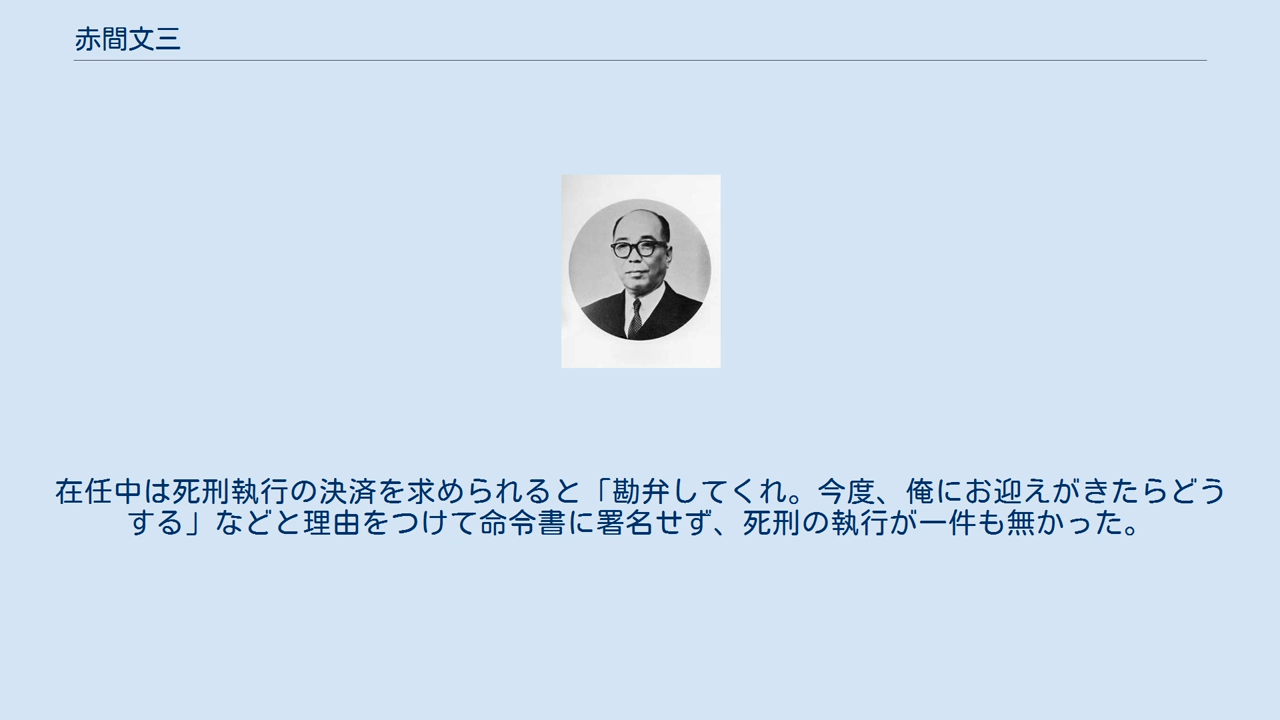 赤間文三
在任中は死刑執行の決済を求められると「勘弁してくれ。今度、俺にお迎えがきたらどう
する」などと理由をつけて命令書に署名せず、死刑の執行が一件も無かった。